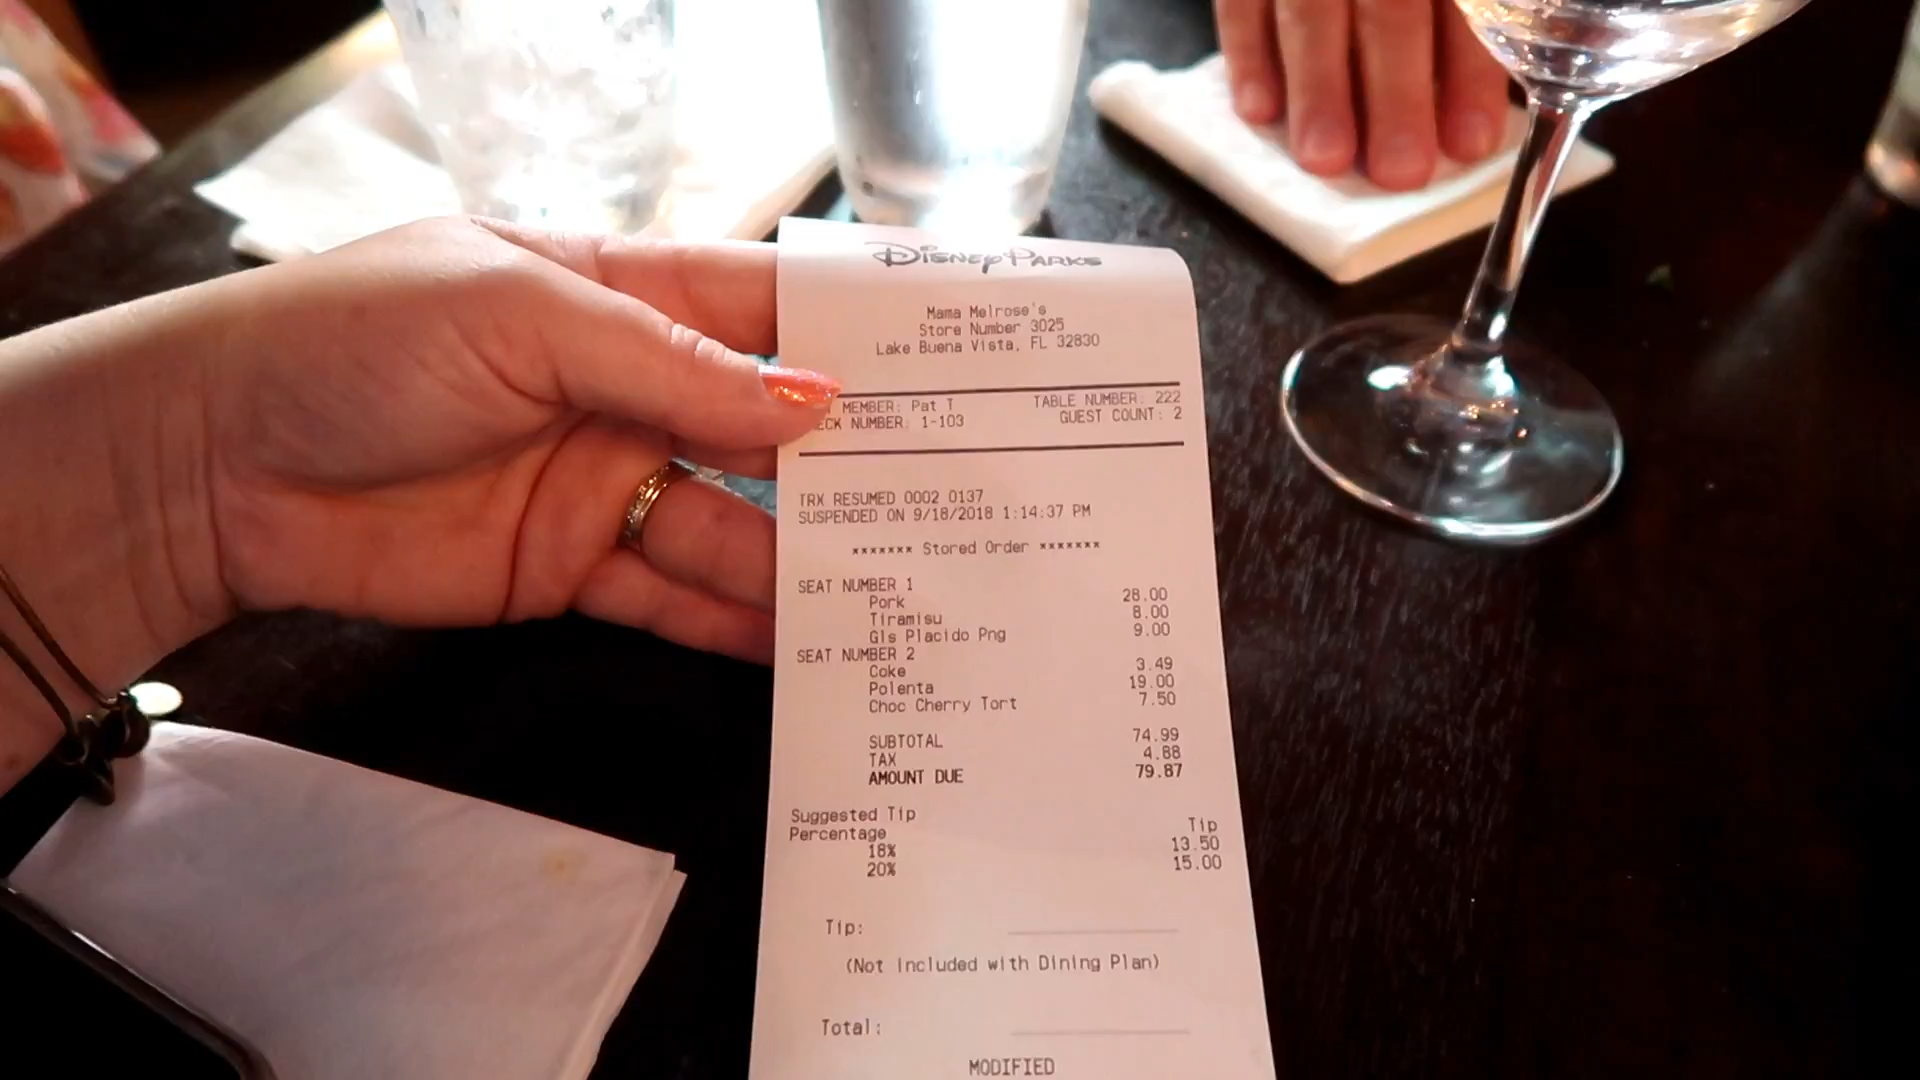 Disney Parks
Mama Melrose's
Store Number 3025
Lake Buena Vista, FL 32830
MEMBER: Pat T TABLE NUMBER: 222
ECK NUMBER: 1-103 GUEST COUNT: 2
TRX RESUMED 0002 0137
SUSPENDED ON 9/18/2018 1:14:37 PM
******* Stored Order *******
SEAT NUMBER 1
Pork 28.00
Tiramisu 8.00
Gls Placido Png 9.00
SEAT NUMBER 2
Coke 3.49
Polenta 19.00
Choc Cherry Tort 7.50
SUBTOTAL 74.99
TAX 4.88
AMOUNT DUE 79.87
Suggested Tip
Percentage Tip
18% 13.50
20% 15.00
Tip:
(Not Included with Dining Plan)
Total:
MODIFIED